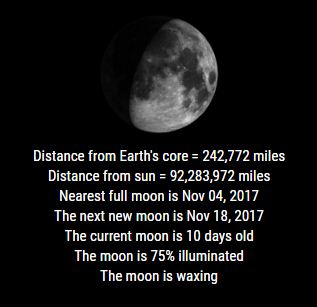 Distance from Earth's core = 242,772 miles
Distance from sun = 92,283,972 miles
Nearest full moon is Nov 04, 2017
The next new moon is Nov 18, 2017
The current moon is 10 days old
The moon is 75% illuminated
The moon is waxing